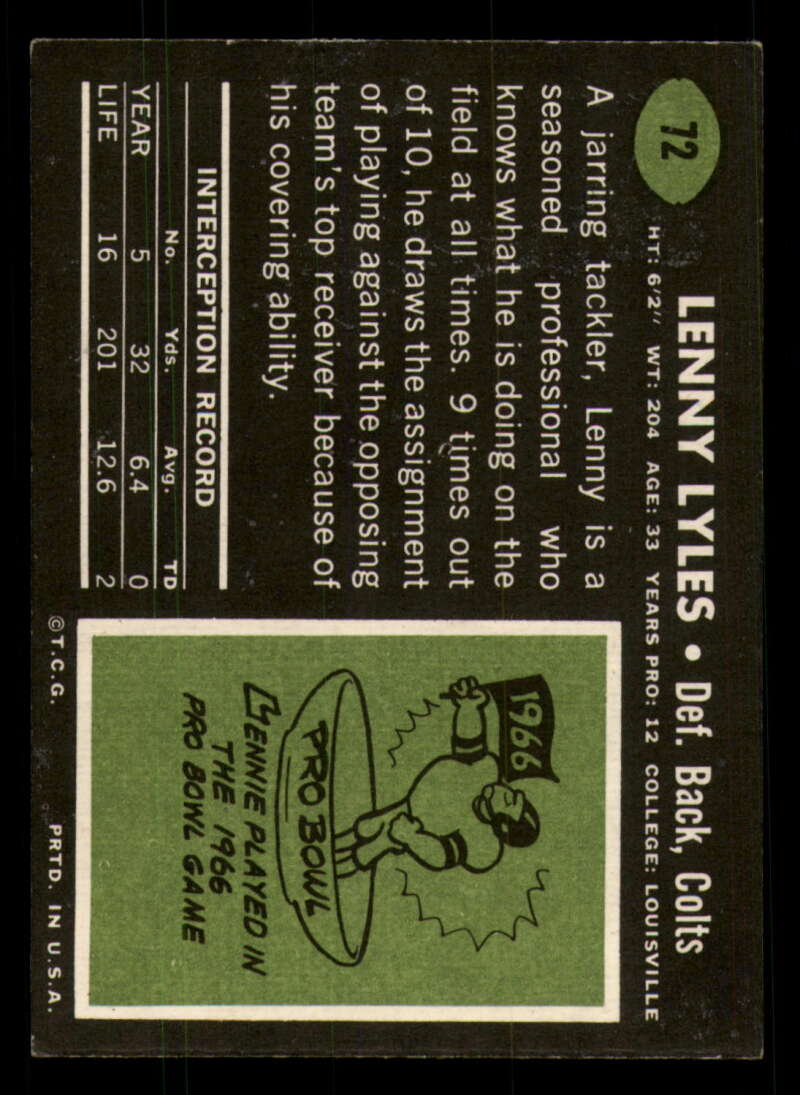 72
LENNY LYLES • Def. Back, Colts
HT: 6'2'' WT: 204 AGE: 33 YEARS PRO: 12 COLLEGE: LOUISVILLE
A jarring tackler, Lenny is a
seasoned professional who
knows what he is doing on the
field at all times. 9 times out
of 10, he draws the assignment
of playing against the opposing
team's top receiver because of
his covering ability.
INTERCEPTION RECORD
No. Yds. Avg. TD
YEAR 5 32 6.4 0
LIFE 16 201 12.6 2
1966
PRO BOWL
LENNIE PLAYED IN
THE 1966
PRO BOWL GAME
©T.C.G. PRTD. IN U.S.A.